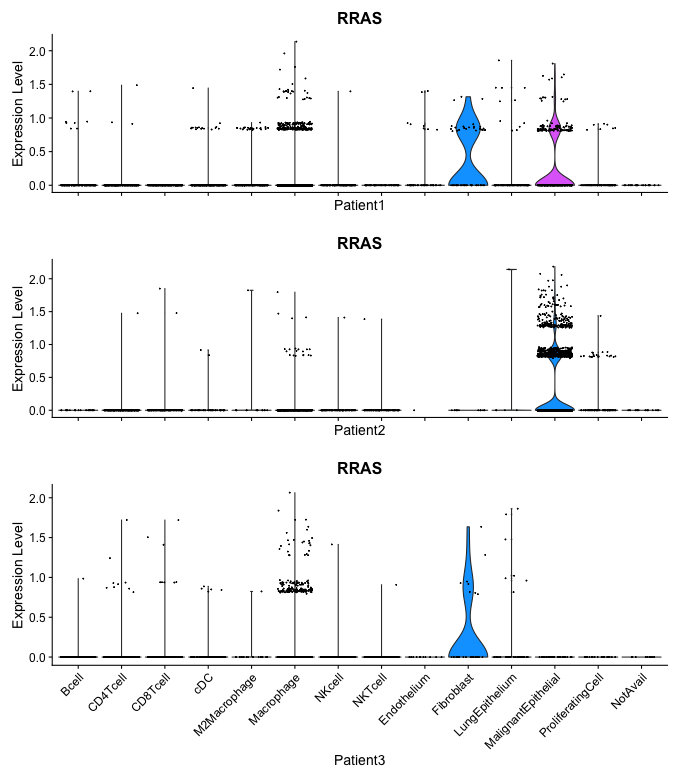 RRAS
Expression Level
2.0
1.5
1.0
0.5
0.0
Patient1
RRAS
Expression Level
2.0
1.5
1.0
0.5
0.0
Patient2
RRAS
Expression Level
2.0
1.5
1.0
0.5
0.0
Bcell
CD4Tcell
CD8Tcell
cDC
M2Macrophage
Macrophage
NKcell
NKTcell
Endothelium
Fibroblast
LungEpithelium
MalignantEpithelial
ProliferatingCell
NotAvail
Patient3